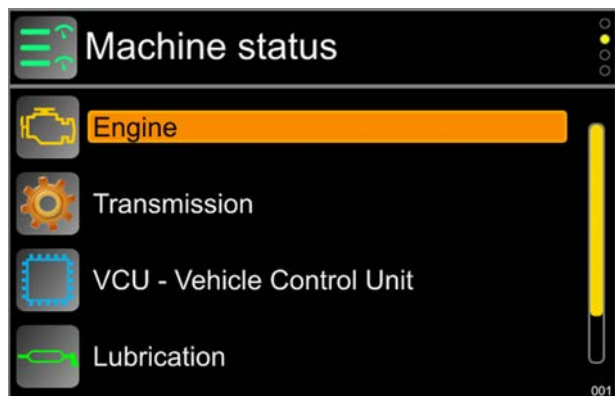 Machine status
Engine
Transmission
VCU - Vehicle Control Unit
Lubrication
001